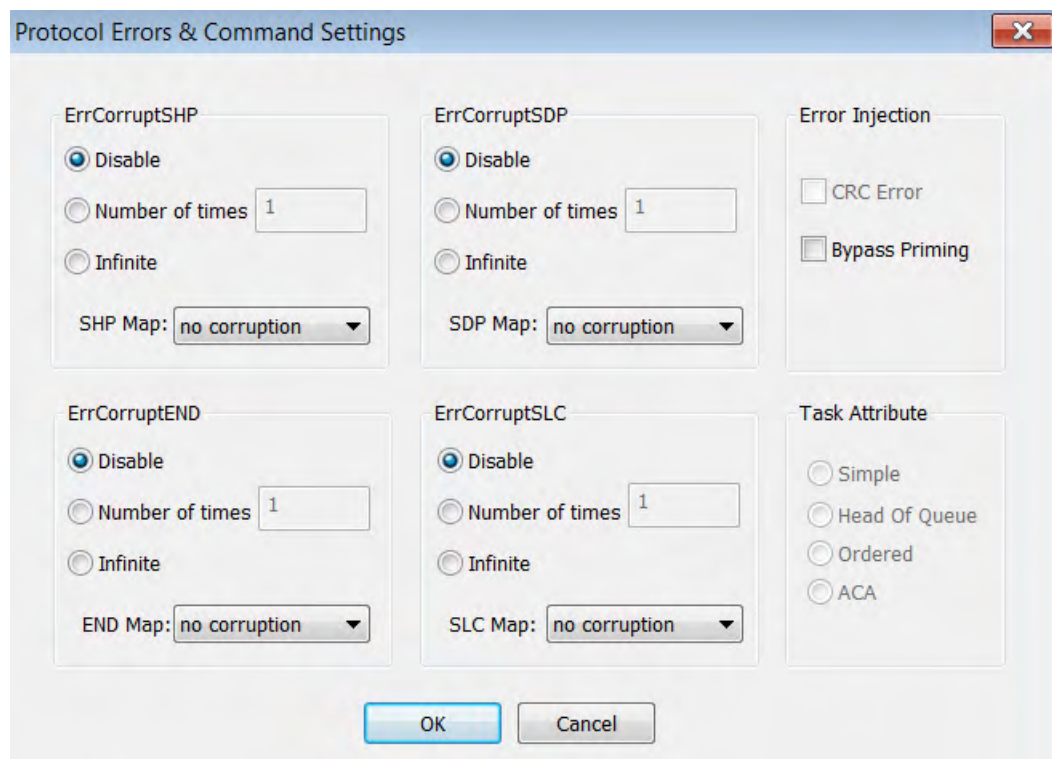 Protocol Errors & Command Settings
ErrCorruptSHP
Disable
Number of times 1
Infinite
SHP Map: no corruption
ErrCorruptSDP
Disable
Number of times 1
Infinite
SDP Map: no corruption
Error Injection
CRC Error
Bypass Priming
ErrCorruptEND
Disable
Number of times 1
Infinite
END Map: no corruption
ErrCorruptSLC
Disable
Number of times 1
Infinite
SLC Map: no corruption
Task Attribute
Simple
Head Of Queue
Ordered
ACA
OK
Cancel